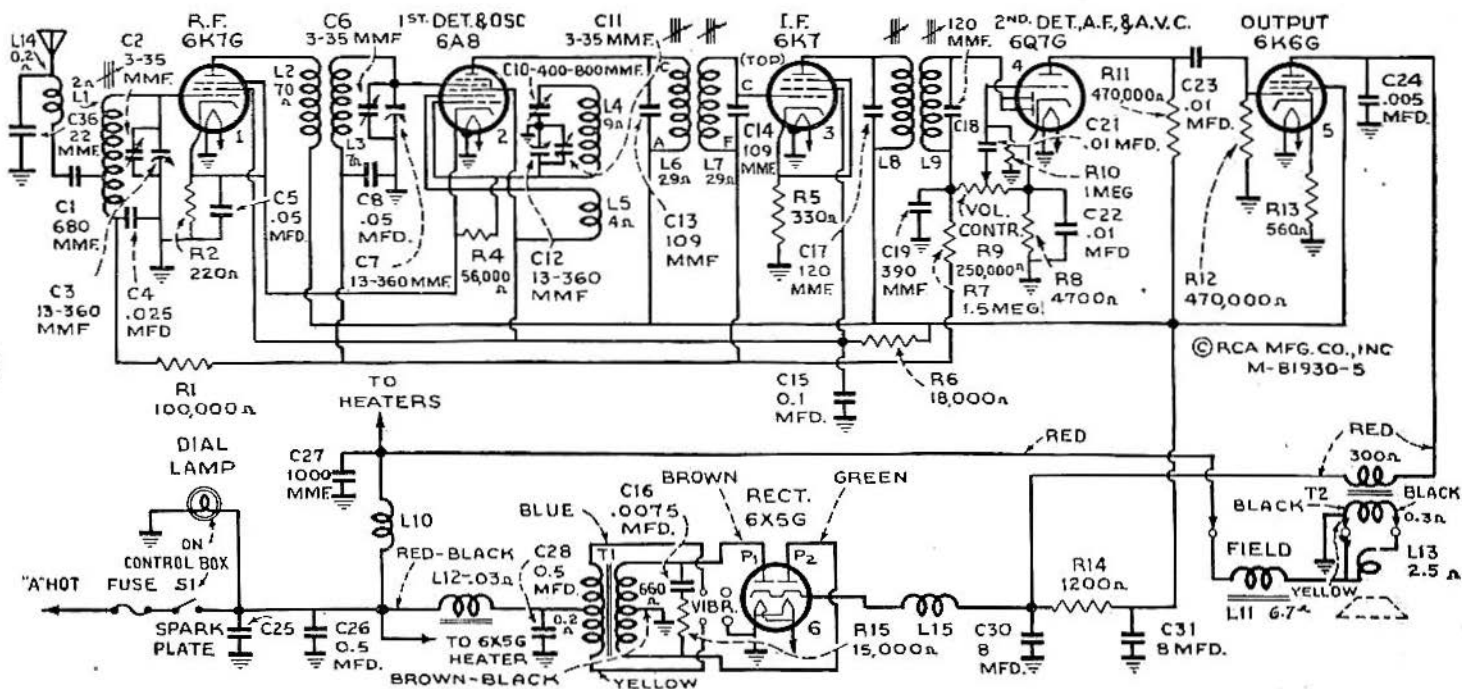 R.F.
6K7G
1ST. DET. & OSC
6A8
I.F.
6K7
2ND. DET., A.F., & A.V.C.
6Q7G
OUTPUT
6K6G
L14
0.2Ω
C2
3-35
MMF.
2Ω
L1
C36
22
MMF.
1
C1
680
MMF.
C3
13-360
MMF
C4
.025
MFD
R2
220Ω
C5
.05
MFD.
L2
70
Ω
C6
3-35 MMF.
L3
7Ω
C8
.05
MFD.
C7
13-360 MMF.
2
R4
56,000
Ω
C10-400-800MMF.
C11
3-35 MMF.
L4
9Ω
L5
4Ω
C12
13-360
MMF
C
A
L6
29Ω
C13
109
MMF
L7
29Ω
F
C
(TOP)
C14
109
MMF
3
R5
330Ω
C17
120
MMF
L8
L9
120
MMF.
C18
C19
390
MMF
4
C21
.01 MFD.
R10
1 MEG
(VOL.
CONTR.
R9
250,000Ω
R7
1.5 MEG
R8
4700Ω
C22
.01
MFD
R11
470,000Ω
C23
.01
MFD.
R12
470,000Ω
5
R13
560Ω
C24
.005
MFD.
R1
100,000Ω
C15
0.1
MFD.
R6
18,000Ω
© RCA MFG. CO., INC
M-81930-5
TO
HEATERS
DIAL
LAMP
ON
CONTROL BOX
C27
1000
MMF.
L10
"A" HOT
FUSE
S1
SPARK
PLATE
C25
C26
0.5
MFD.
RED-BLACK
L12-.03Ω
C28
0.5
MFD.
TO 6X5G
HEATER
BLUE
T1
0.2
Ω
660
Ω
BROWN-BLACK
YELLOW
C16
.0075
MFD.
BROWN
VIBR.
RECT.
6X5G
P1
P2
6
GREEN
R15
15,000Ω
L15
RED
C30
8
MFD.
R14
1200Ω
C31
8 MFD.
RED
300Ω
BLACK
T2
BLACK
0.3Ω
FIELD
L11
6.7Ω
YELLOW
L13
2.5Ω